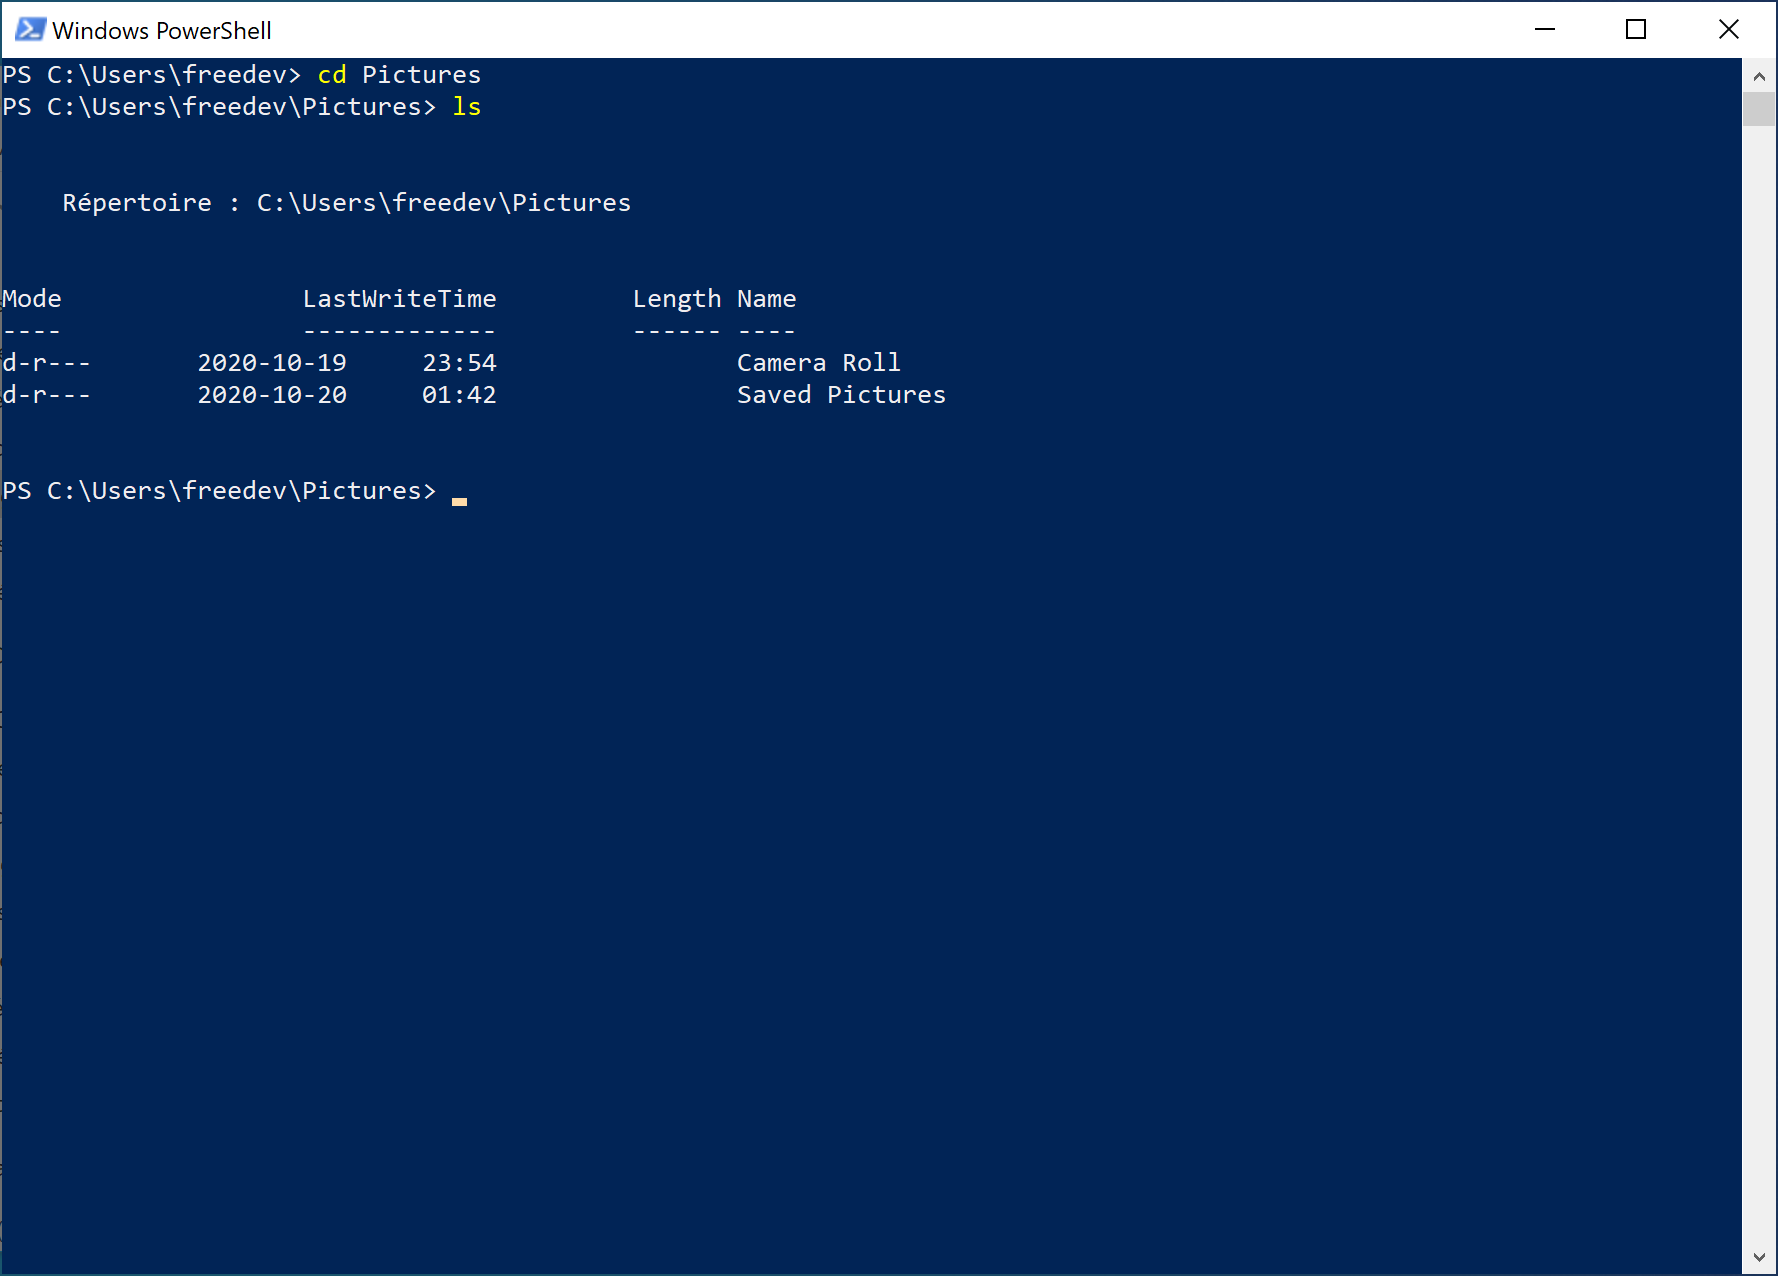 Windows PowerShell
PS C:\Users\freedev> cd Pictures
PS C:\Users\freedev\Pictures> ls
Répertoire : C:\Users\freedev\Pictures
Mode                LastWriteTime         Length Name
----                -------------         ------ ----
d-r---       2020-10-19     23:54                Camera Roll
d-r---       2020-10-20     01:42                Saved Pictures
PS C:\Users\freedev\Pictures>